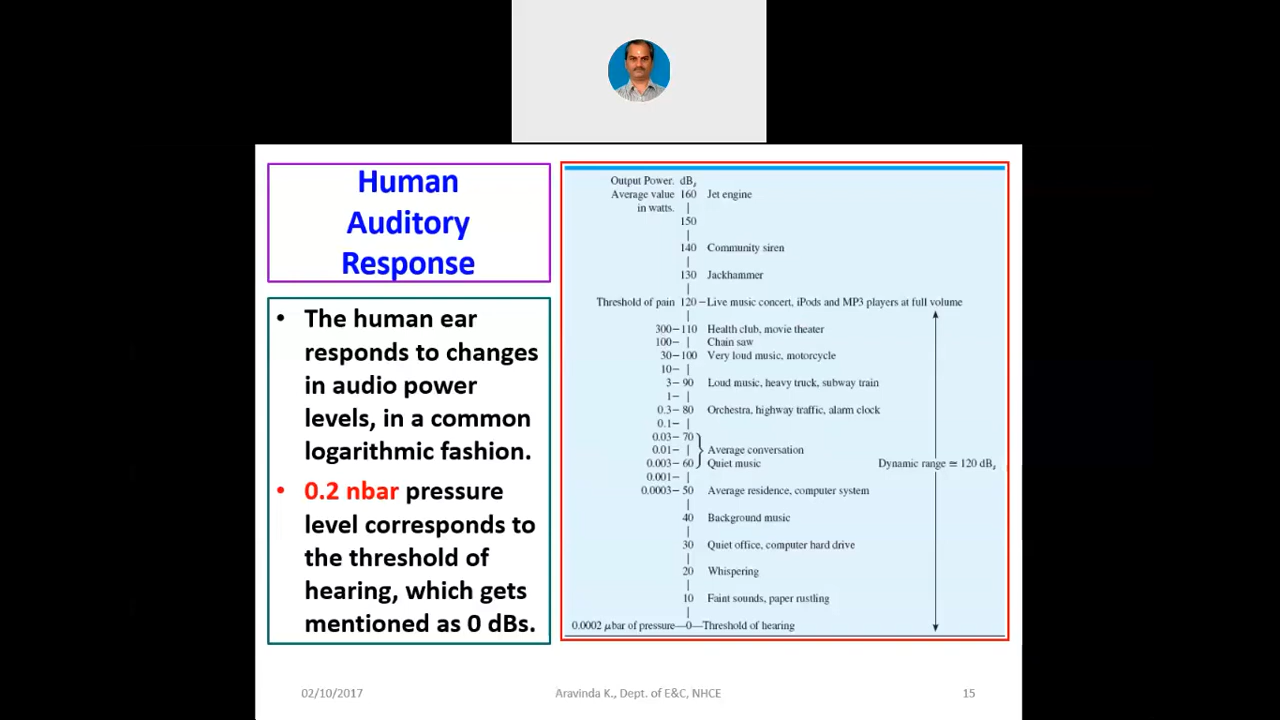 Human
Auditory
Response
• The human ear
responds to changes
in audio power
levels, in a common
logarithmic fashion.
• 0.2 nbar pressure
level corresponds to
the threshold of
hearing, which gets
mentioned as 0 dBs.
Output Power. dBs
Average value 160 Jet engine
in watts.
150
140 Community siren
130 Jackhammer
Threshold of pain 120 – Live music concert, iPods and MP3 players at full volume
300 – 110 Health club, movie theater
100 – Chain saw
30 – 100 Very loud music, motorcycle
10 –
3 – 90 Loud music, heavy truck, subway train
1 –
0.3 – 80 Orchestra, highway traffic, alarm clock
0.1 –
0.03 – 70
0.01 – Average conversation
0.003 – 60 Quiet music
Dynamic range ≃ 120 dBs
0.001 –
0.0003 – 50 Average residence, computer system
40 Background music
30 Quiet office, computer hard drive
20 Whispering
10 Faint sounds, paper rustling
0.0002 μbar of pressure — 0 — Threshold of hearing
02/10/2017
Aravinda K., Dept. of E&C, NHCE
15